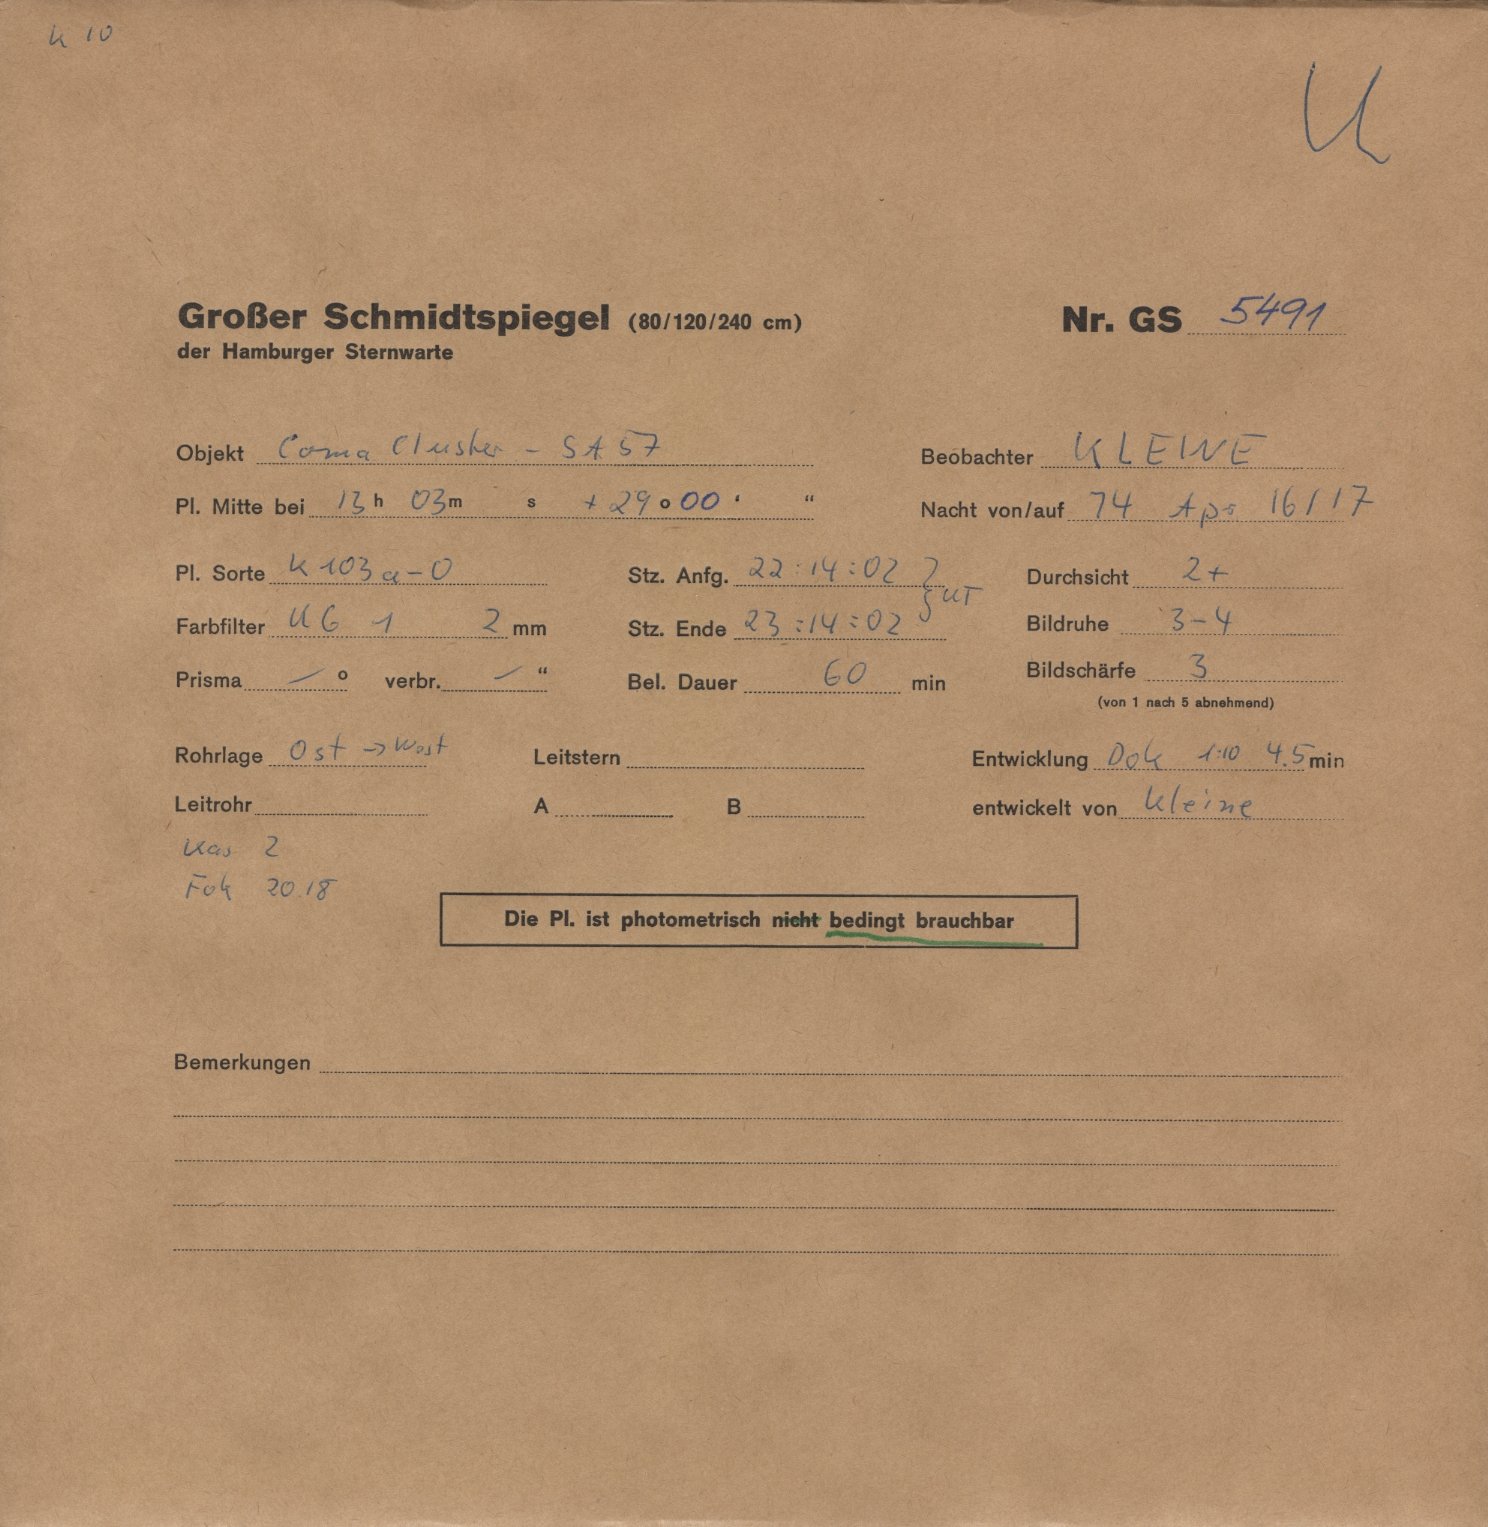 K 10
U
Großer Schmidtspiegel (80/120/240 cm) Nr. GS 5491
der Hamburger Sternwarte
Objekt Coma Cluster - SA 57 Beobachter KLEINE
Pl. Mitte bei 13 h 03 m s + 29 o 00 ‘ “ Nacht von/auf 74 Apr 16/17
Pl. Sorte K 103a-O Stz. Anfg. 22:14:02 } UT Durchsicht 2+
Farbfilter UG 1 2 mm Stz. Ende 23:14:02 Bildruhe 3-4
Prisma — o verbr. — “ Bel. Dauer 60 min Bildschärfe 3
(von 1 nach 5 abnehmend)
Rohrlage Ost → West Leitstern Entwicklung Dok 1:10 4.5 min
Leitrohr A B entwickelt von Kleine
Kas 2
Fok 20.18
Die Pl. ist photometrisch nicht bedingt brauchbar
Bemerkungen